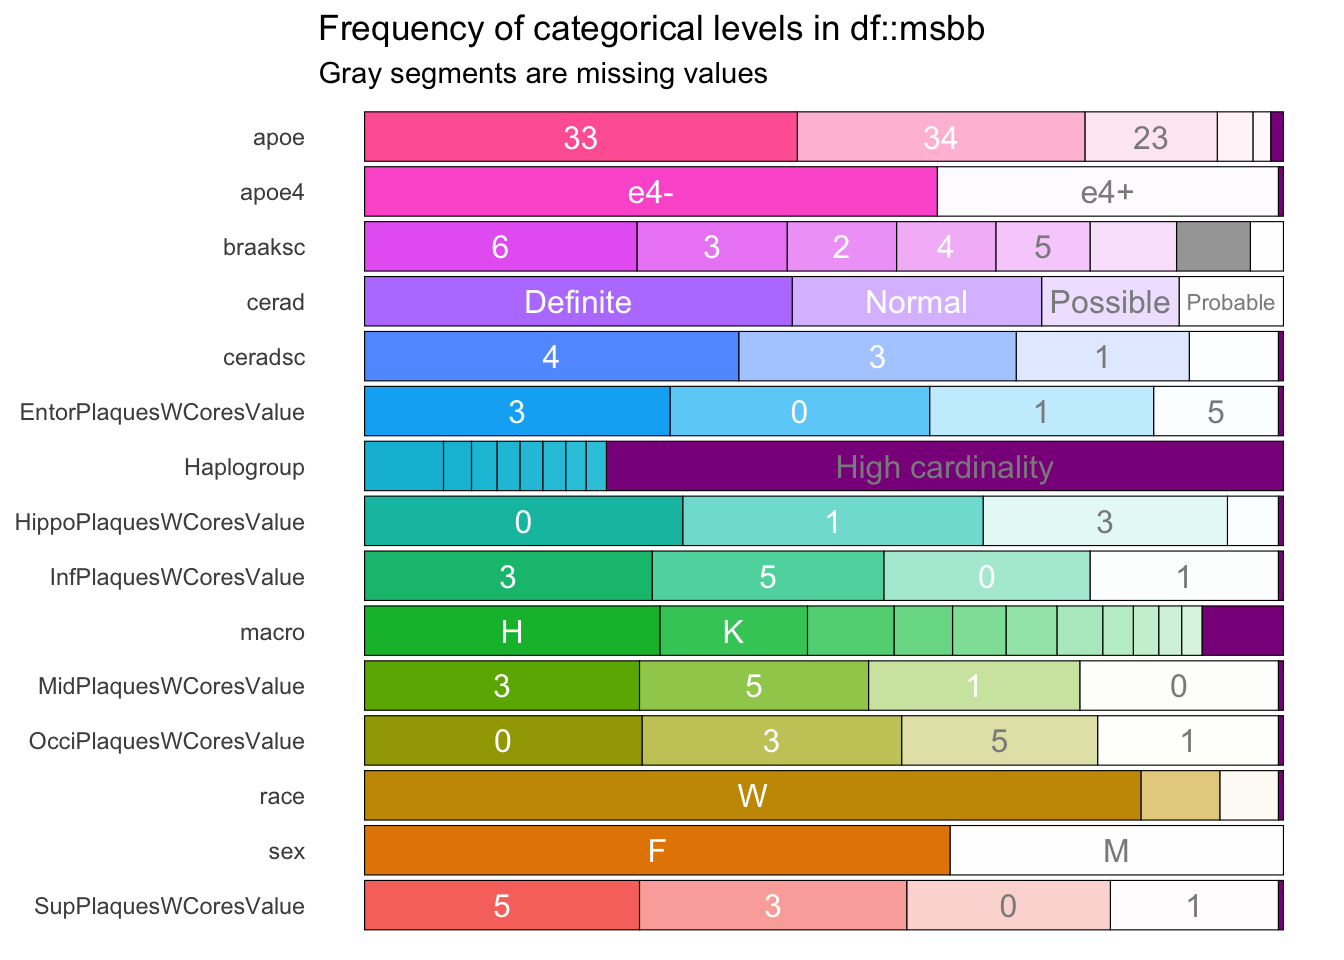 Frequency of categorical levels in df::msbb
Gray segments are missing values
apoe 33 34 23
apoe4 e4- e4+
braaksc 6 3 2 4 5
cerad Definite Normal Possible Probable
ceradsc 4 3 1
EntorPlaquesWCoresValue 3 0 1 5
Haplogroup High cardinality
HippoPlaquesWCoresValue 0 1 3
InfPlaquesWCoresValue 3 5 0 1
macro H K
MidPlaquesWCoresValue 3 5 1 0
OcciPlaquesWCoresValue 0 3 5 1
race W
sex F M
SupPlaquesWCoresValue 5 3 0 1